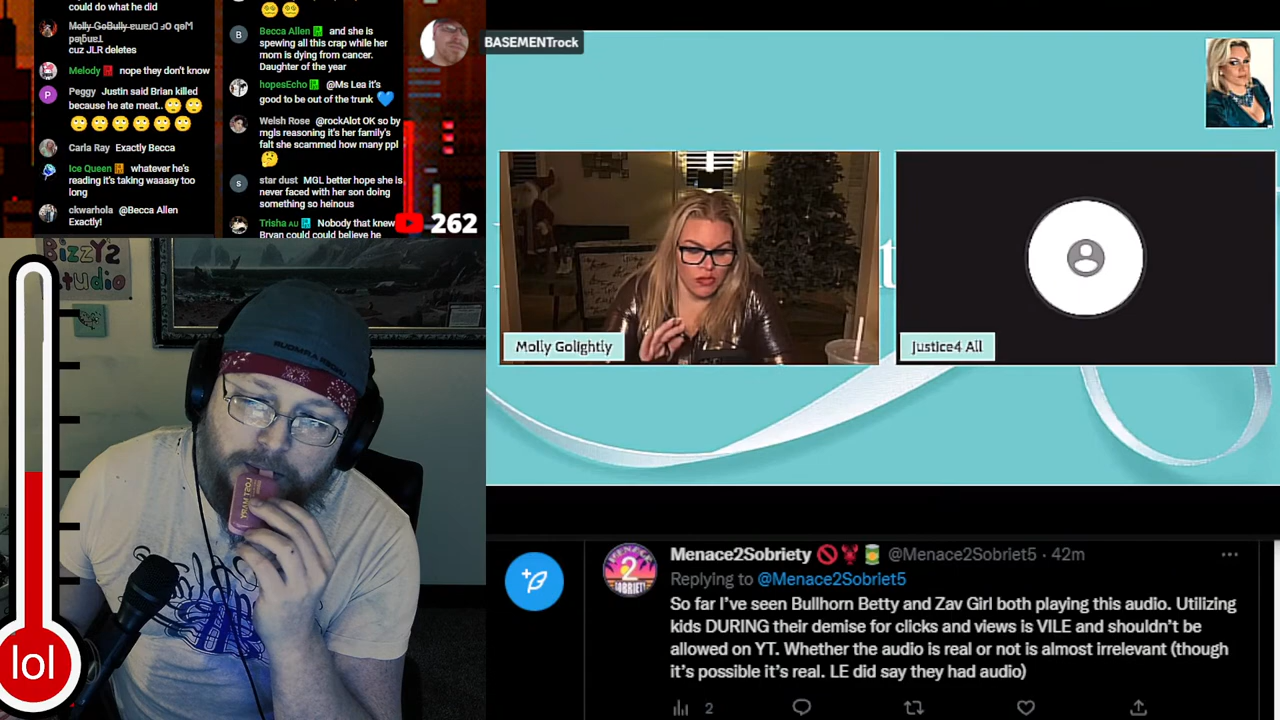 could do what he did
Molly GoBully
cuz JLR deletes
Melody nope they don't know
Peggy Justin said Brian killed
because he ate meat..🙄 🙄
🙄 🙄 🙄 🙄 🙄 🙄
Carla Ray Exactly Becca
Ice Queen whatever he's
reading it's taking waaaay too
long
ckwarhola @Becca Allen
Exactly!
B
Becca Allen and she is
spewing all this crap while her
mom is dying from cancer.
Daughter of the year
hopesEcho @Ms Lea it's
good to be out of the trunk 💙
Welsh Rose @rockAlot OK so by
mgls reasoning it's her family's
falt she scammed how many ppl
🤔
s
star dust MGL better hope she is
never faced with her son doing
something so heinous
Trisha AU Nobody that knew
Bryan could could believe he
262
BASEMENTrock
BizzY'z
Studio
lol
Molly Golightly
Justice4 All
Menace2Sobriety 🚫🦞🥫 @Menace2Sobriet5 · 42m
Replying to @Menace2Sobriet5
So far I've seen Bullhorn Betty and Zav Girl both playing this audio. Utilizing
kids DURING their demise for clicks and views is VILE and shouldn't be
allowed on YT. Whether the audio is real or not is almost irrelevant (though
it's possible it's real. LE did say they had audio)
2